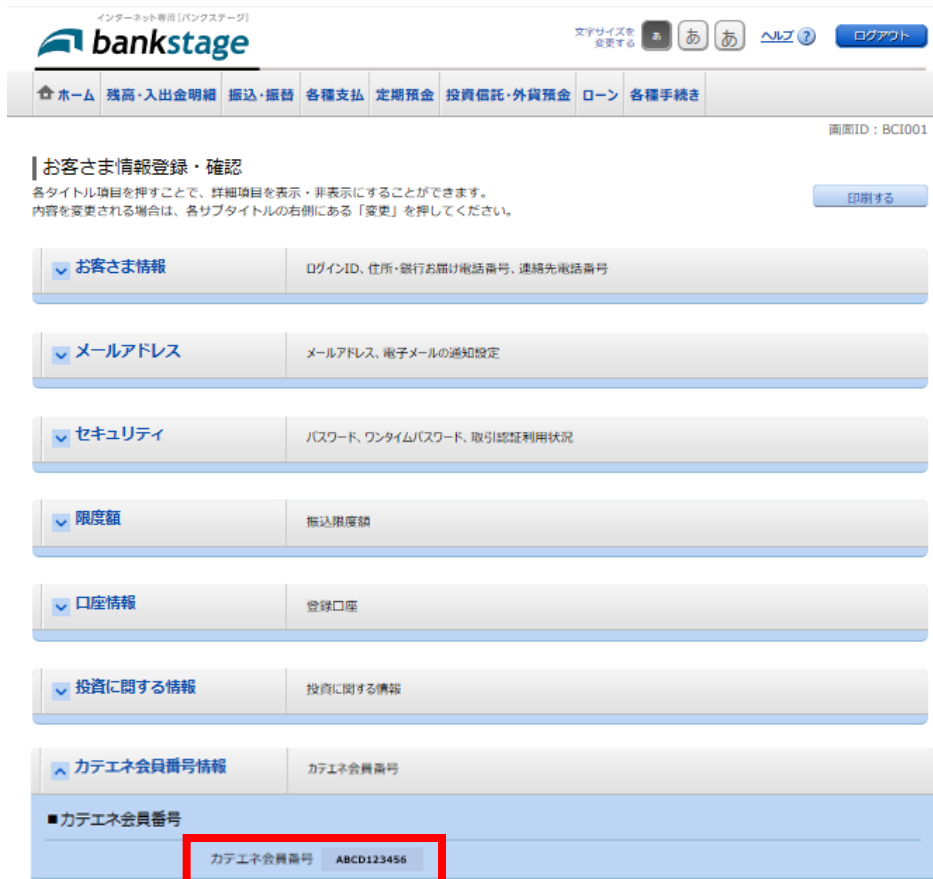 インターネット専用[バンクステージ]
bankstage
文字サイズを
変更する
あ あ あ ヘルプ ? ログアウト
ホーム 残高・入出金明細 振込・振替 各種支払 定期預金 投資信託・外貨預金 ローン 各種手続き
画面ID：BCI001
お客さま情報登録・確認
各タイトル項目を押すことで、詳細項目を表示・非表示にすることができます。
内容を変更される場合は、各サブタイトルの右側にある「変更」を押してください。
印刷する
お客さま情報 ログインID、住所・銀行お届け電話番号、連絡先電話番号
メールアドレス メールアドレス、電子メールの通知設定
セキュリティ パスワード、ワンタイムパスワード、取引認証利用状況
限度額 振込限度額
口座情報 登録口座
投資に関する情報 投資に関する情報
カテエネ会員番号情報 カテエネ会員番号
■カテエネ会員番号
カテエネ会員番号 ABCD123456